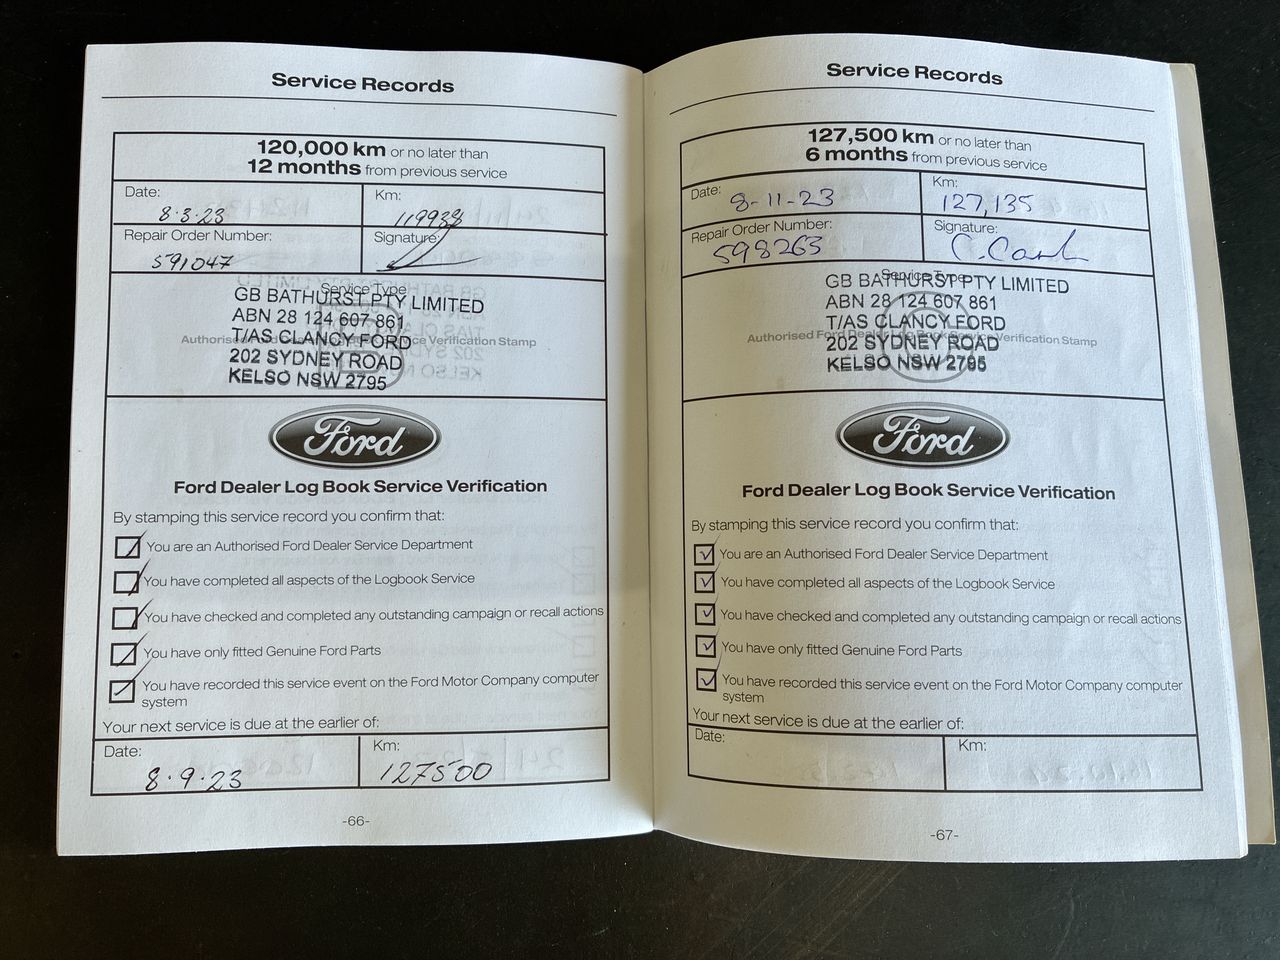 Service Records
120,000 km or no later than
12 months from previous service
Date:
8.3.23
Km:
119938
Repair Order Number:
591047
Signature:
Service Type
GB BATHURST PTY LIMITED
ABN 28 124 607 861
T/AS CLANCY FORD
Authorised Ford Dealer Log Book Service Verification Stamp
202 SYDNEY ROAD
KELSO NSW 2795
Ford
Ford Dealer Log Book Service Verification
By stamping this service record you confirm that:
You are an Authorised Ford Dealer Service Department
You have completed all aspects of the Logbook Service
You have checked and completed any outstanding campaign or recall actions
You have only fitted Genuine Ford Parts
You have recorded this service event on the Ford Motor Company computer
system
Your next service is due at the earlier of:
Date:
8.9.23
Km:
127500
-66-
Service Records
127,500 km or no later than
6 months from previous service
Date:
8-11-23
Km:
127,135
Repair Order Number:
598263
Signature:
Service Type
GB BATHURST PTY LIMITED
ABN 28 124 607 861
T/AS CLANCY FORD
Authorised Ford Dealer Log Book Service Verification Stamp
202 SYDNEY ROAD
KELSO NSW 2795
Ford
Ford Dealer Log Book Service Verification
By stamping this service record you confirm that:
You are an Authorised Ford Dealer Service Department
You have completed all aspects of the Logbook Service
You have checked and completed any outstanding campaign or recall actions
You have only fitted Genuine Ford Parts
You have recorded this service event on the Ford Motor Company computer
system
Your next service is due at the earlier of:
Date:
Km:
-67-